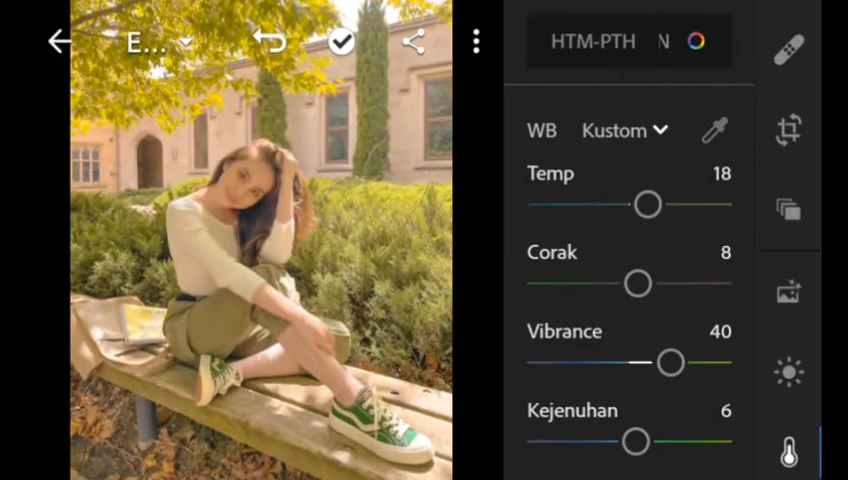 E...
HTM-PTH N
WB Kustom
Temp 18
Corak 8
Vibrance 40
Kejenuhan 6